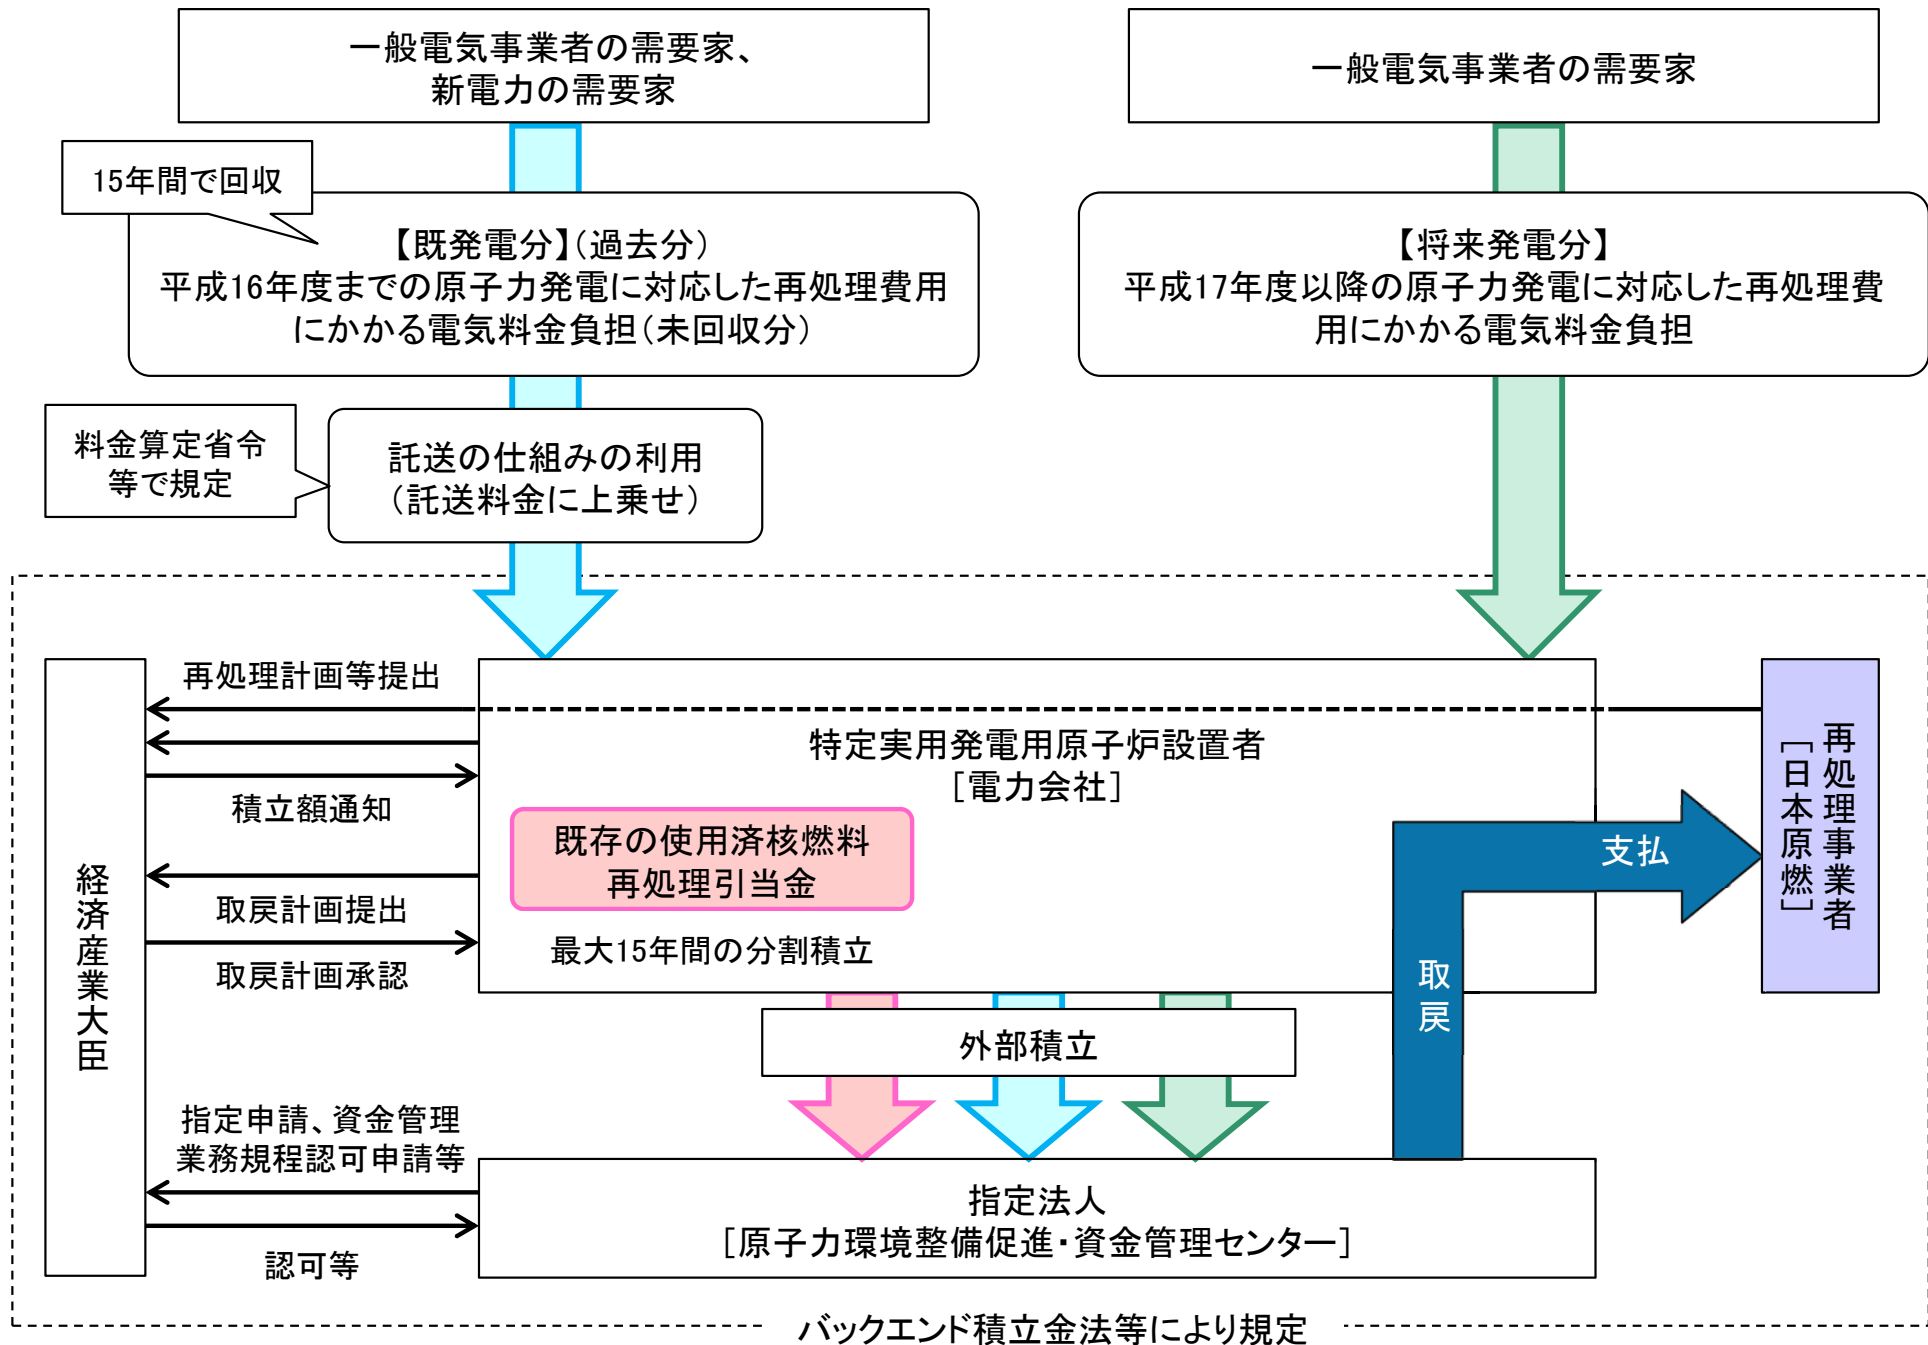 一般電気事業者の需要家、
新電力の需要家
一般電気事業者の需要家
15年間で回収
【既発電分】(過去分)
平成16年度までの原子力発電に対応した再処理費用
にかかる電気料金負担(未回収分)
【将来発電分】
平成17年度以降の原子力発電に対応した再処理費
用にかかる電気料金負担
料金算定省令
等で規定
託送の仕組みの利用
(託送料金に上乗せ)
再処理計画等提出
積立額通知
取戻計画提出
取戻計画承認
経済産業大臣
特定実用発電用原子炉設置者
[電力会社]
既存の使用済核燃料
再処理引当金
最大15年間の分割積立
支払
取戻
再処理事業者
[日本原燃]
外部積立
指定申請、資金管理
業務規程認可申請等
認可等
指定法人
[原子力環境整備促進・資金管理センター]
バックエンド積立金法等により規定